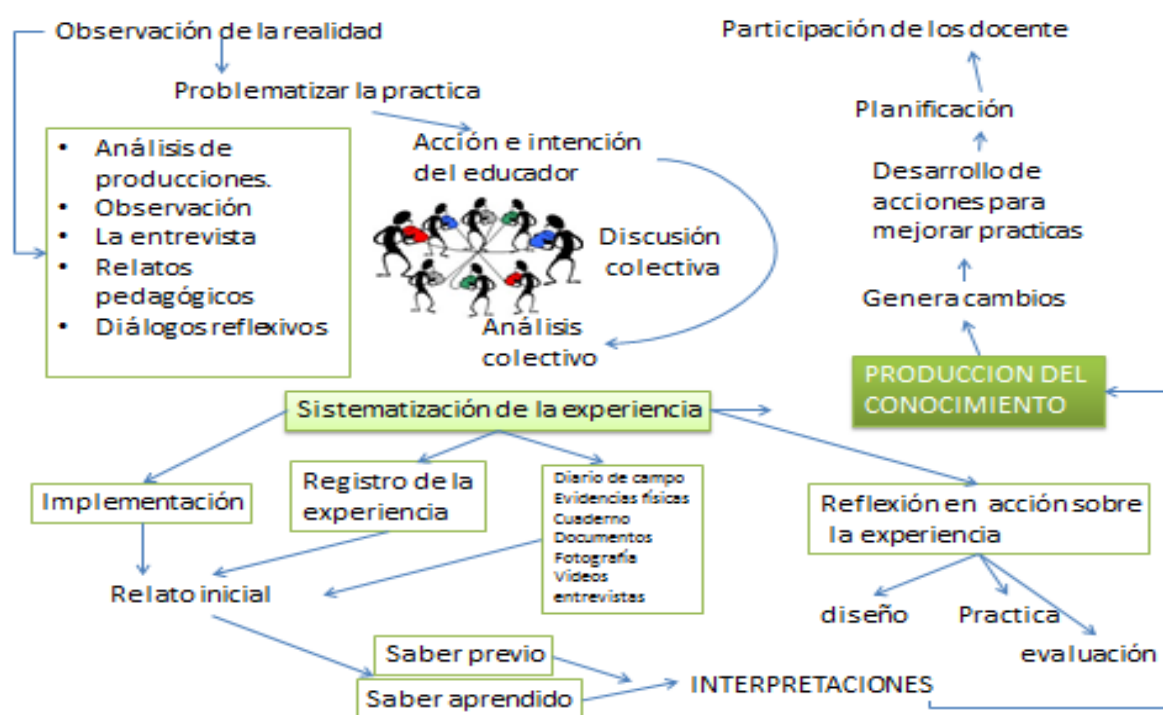 Observación de la realidad
Problematizar la practica
• Análisis de
producciones.
• Observación
• La entrevista
• Relatos
pedagógicos
• Diálogos reflexivos
Acción e intención
del educador
Discusión
colectiva
Análisis
colectivo
Participación de los docente
Planificación
Desarrollo de
acciones para
mejorar practicas
Genera cambios
PRODUCCION DEL
CONOCIMIENTO
Sistematización de la experiencia
Implementación
Registro de la
experiencia
Diario de campo
Evidencias físicas
Cuaderno
Documentos
Fotografía
Videos
entrevistas
Reflexión en acción sobre
la experiencia
Relato inicial
diseño
Practica
evaluación
Saber previo
Saber aprendido
INTERPRETACIONES